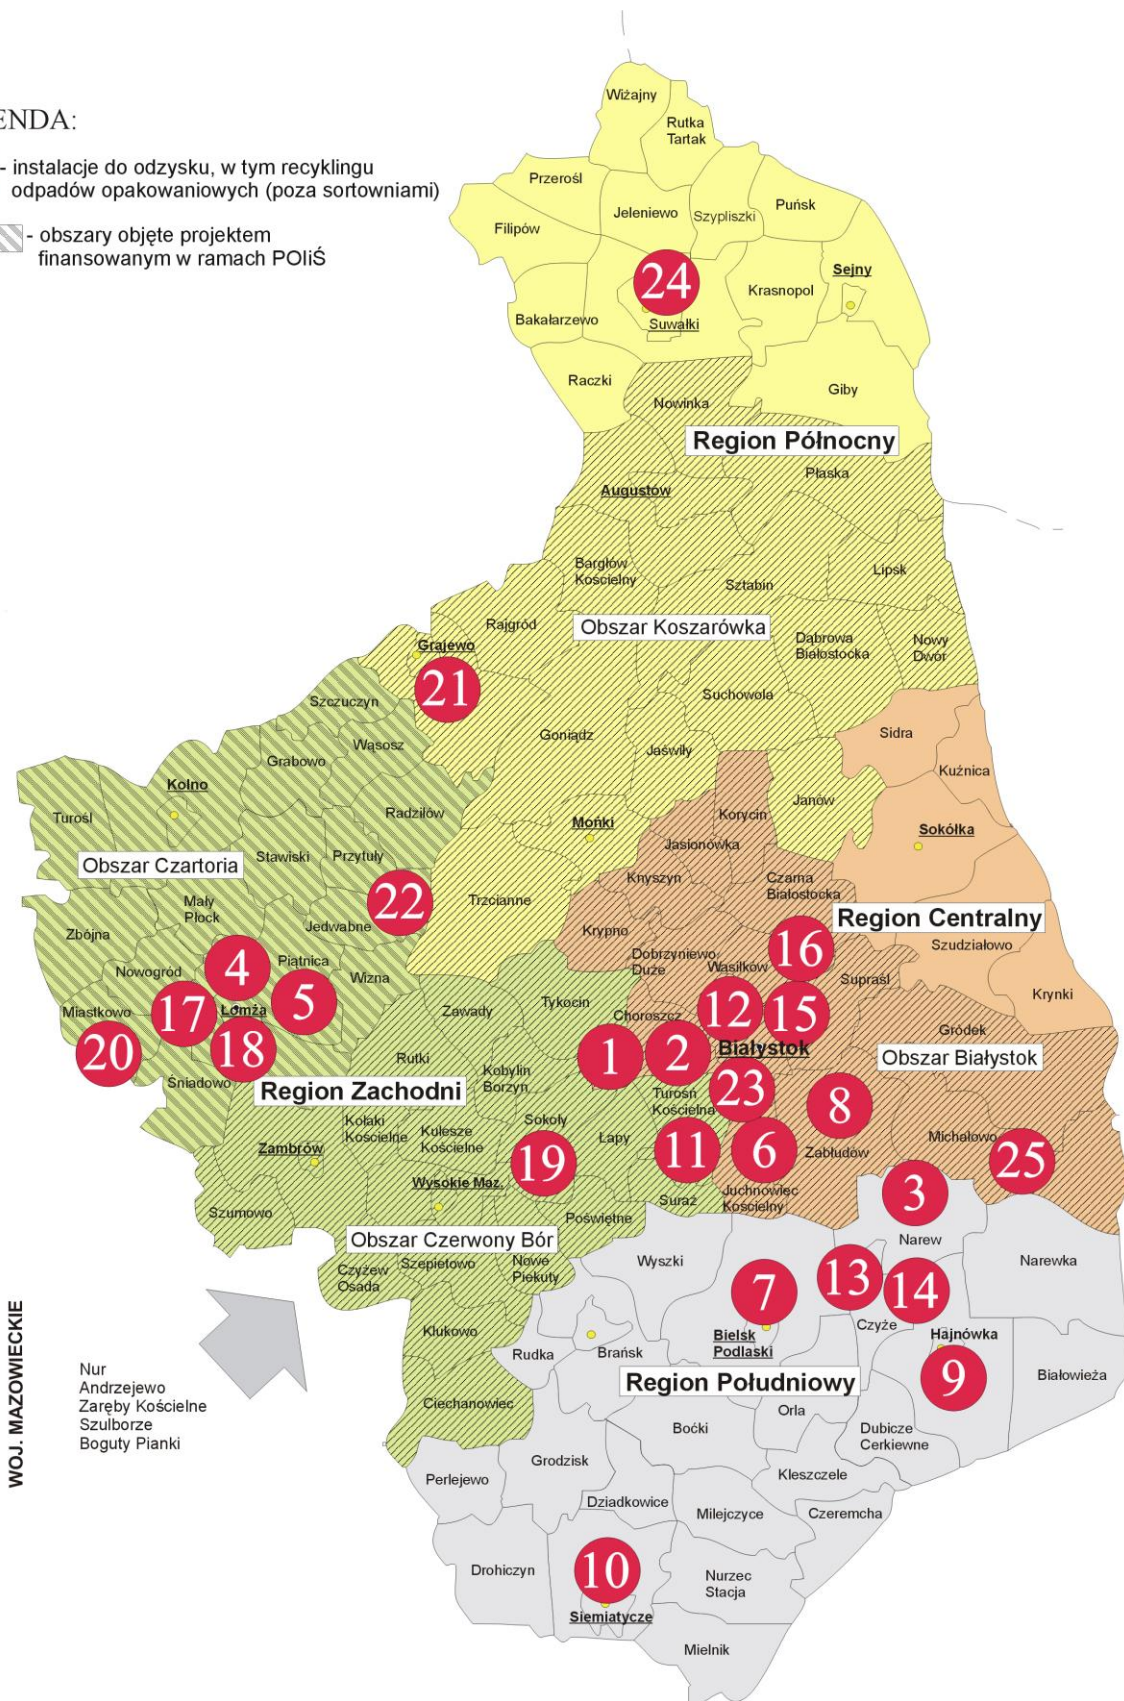 ENDA:
- instalacje do odzysku, w tym recyklingu
odpadów opakowaniowych (poza sortowniami)
- obszary objęte projektem
finansowanym w ramach POIiŚ
Wiżajny
Rutka
Tartak
Przerośl
Jeleniewo
Szypliszki
Puńsk
Filipów
24
Sejny
Krasnopol
Bakałarzewo
Suwałki
Raczki
Giby
Nowinka
Region Północny
Płaska
Augustów
Bargłów
Kościelny
Sztabin
Lipsk
Rajgród
Obszar Koszarówka
Dąbrowa
Białostocka
Nowy
Dwór
Grajewo
21
Szczuczyn
Suchowola
Wąsosz
Goniądz
Jaświły
Sidra
Grabowo
Kuźnica
Kolno
Turośl
Radziłów
Janów
Korycin
Mońki
Sokółka
Jasionówka
Stawiski
Przytuły
Obszar Czartoria
Knyszyn
Czarna
Białostocka
Mały
Płock
22
Trzcianne
Region Centralny
Zbójna
Jedwabne
Krypno
Szudziałowo
Dobrzyniewo
Duże
16
Nowogród
4
Piątnica
Wizna
Wasilków
Supraśl
Krynki
Miastkowo
17
Łomża
5
Zawady
Tykocin
Choroszcz
12
15
Gródek
20
18
Rutki
1
2
Białystok
Obszar Białystok
Śniadowo
Region Zachodni
Kobylin
Borzyn
Turośń
Kościelna
23
8
Kołaki
Kościelne
Kulesze
Kościelne
Sokoły
Łapy
Michałowo
Zambrów
19
11
6
Zabłudów
25
Wysokie Maz.
Suraż
Juchnowiec
Kościelny
3
Szumowo
Poświętne
Narew
Obszar Czerwony Bór
Czyżew
Osada
Szepietowo
Nowe
Piekuty
Wyszki
Narewka
7
13
14
Klukowo
Czyże
Hajnówka
Bielsk
Podlaski
Rudka
Brańsk
9
Białowieża
Region Południowy
WOJ. MAZOWIECKIE
Nur
Andrzejewo
Zaręby Kościelne
Szulborze
Boguty Pianki
Ciechanowiec
Orla
Boćki
Dubicze
Cerkiewne
Grodzisk
Perlejewo
Kleszczele
Dziadkowice
Milejczyce
Czeremcha
Drohiczyn
10
Nurzec
Stacja
Siemiatycze
Mielnik